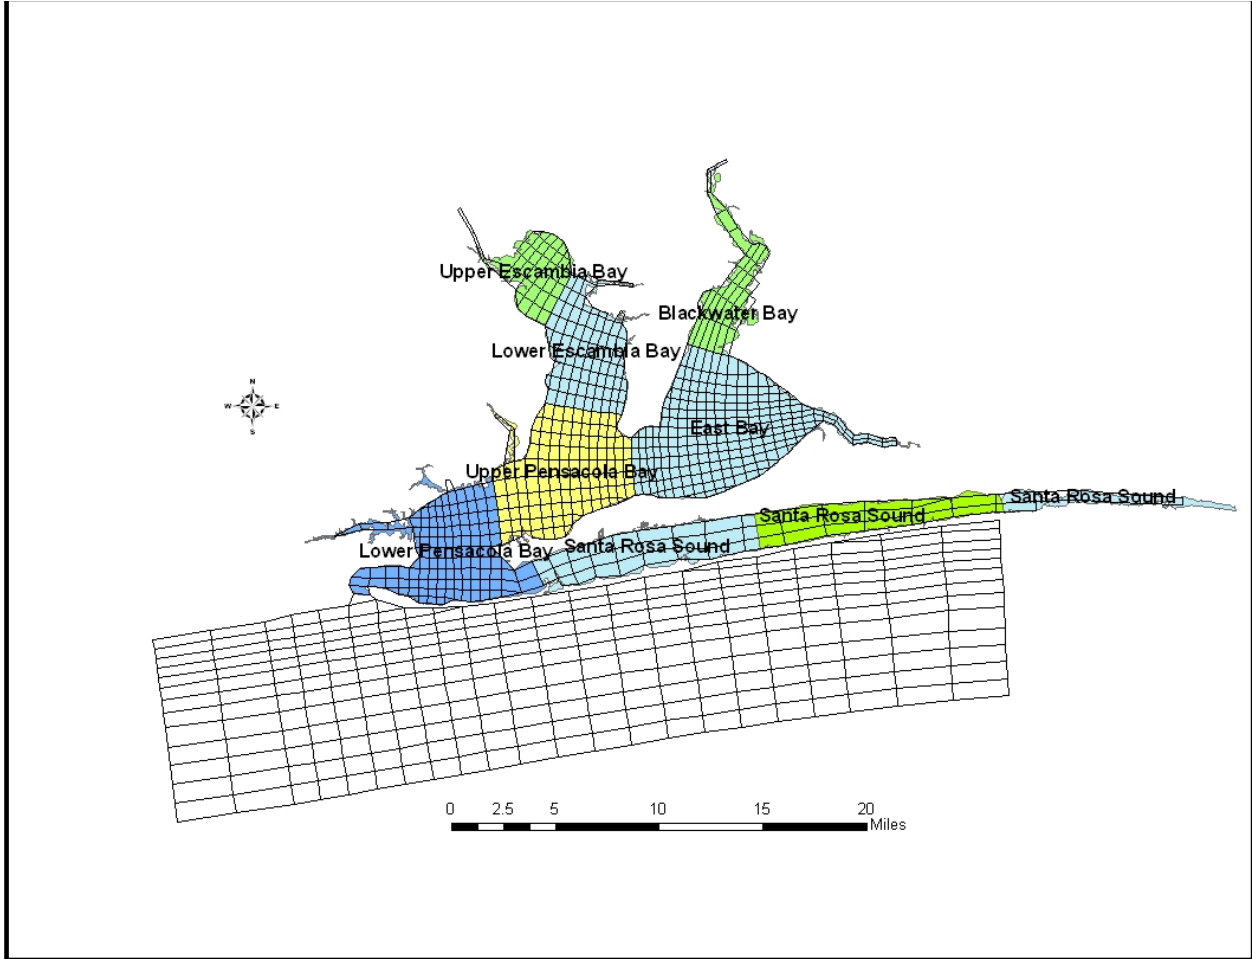 Upper Escambia Bay
Blackwater Bay
Lower Escambia Bay
N
W E
S
East Bay
Upper Pensacola Bay
Santa Rosa Sound
Santa Rosa Sound
Lower Pensacola Bay
Santa Rosa Sound
0 2.5 5 10 15 20
Miles